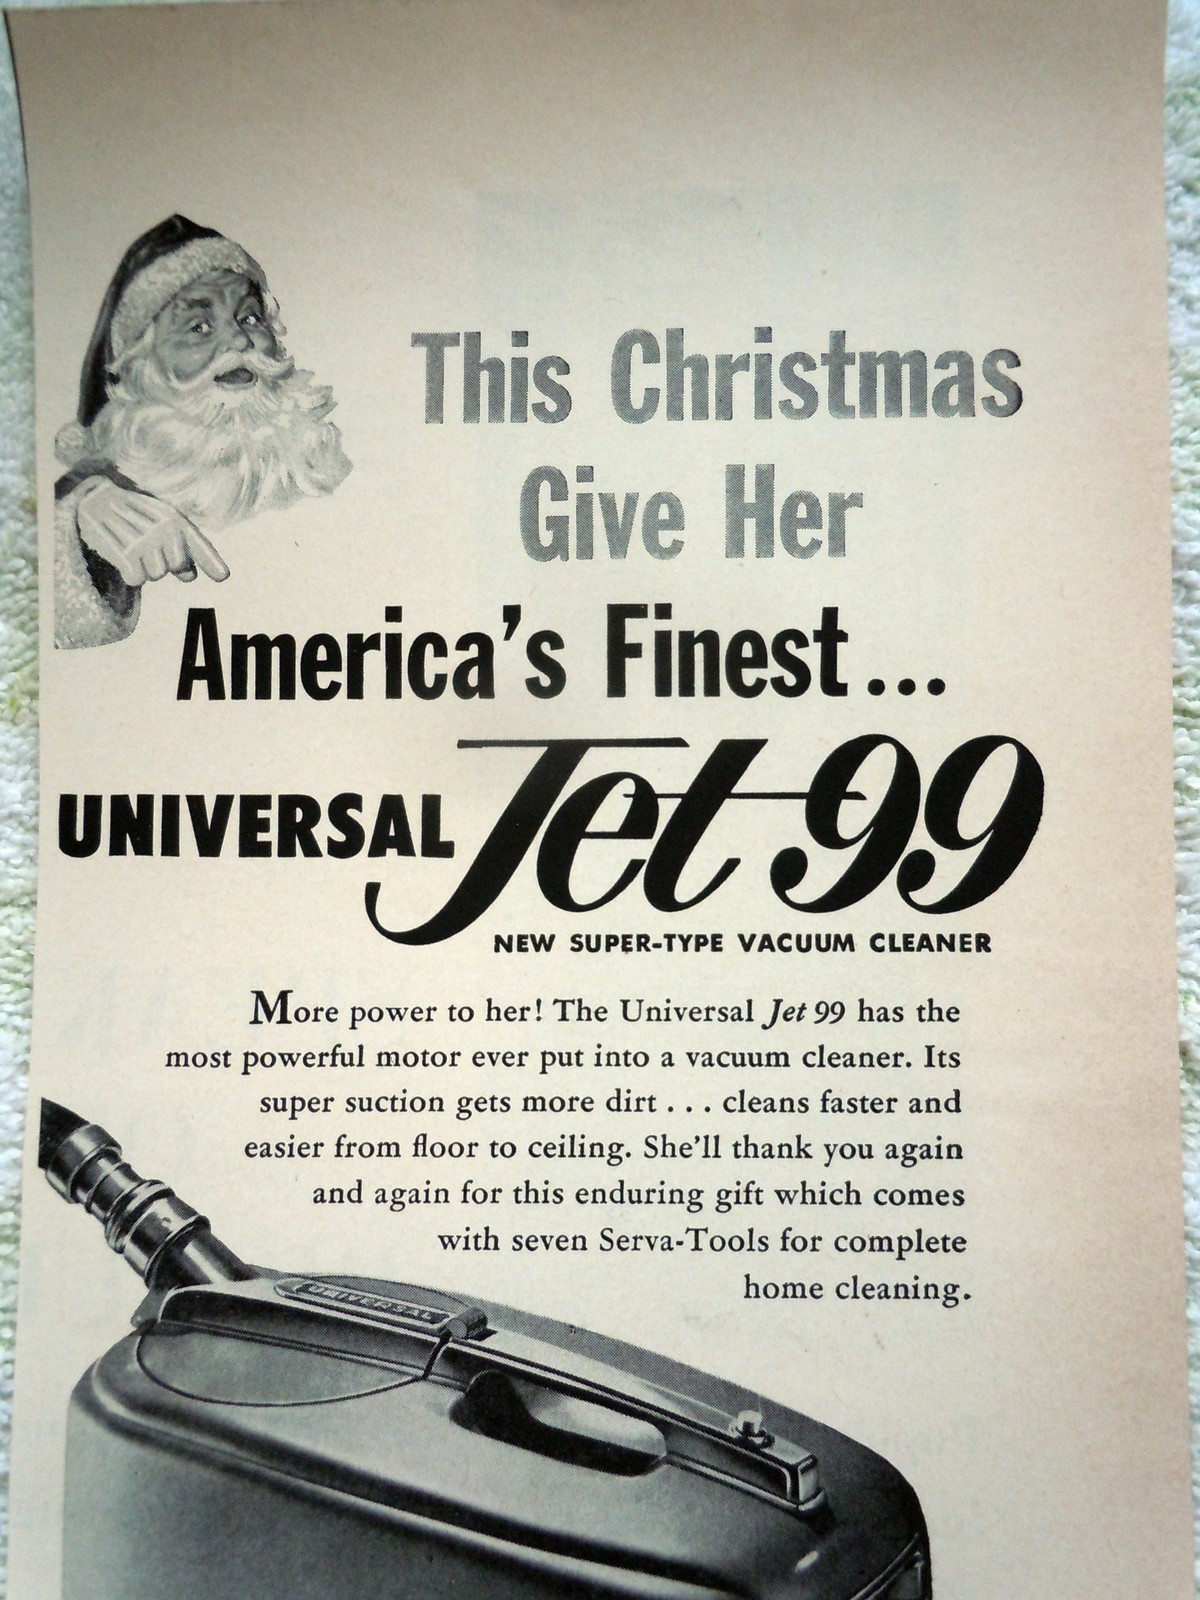 This Christmas
Give Her
America's Finest...
UNIVERSAL Jet 99
NEW SUPER-TYPE VACUUM CLEANER
More power to her! The Universal Jet 99 has the
most powerful motor ever put into a vacuum cleaner. Its
super suction gets more dirt . . . cleans faster and
easier from floor to ceiling. She'll thank you again
and again for this enduring gift which comes
with seven Serva-Tools for complete
home cleaning.
UNIVERSAL